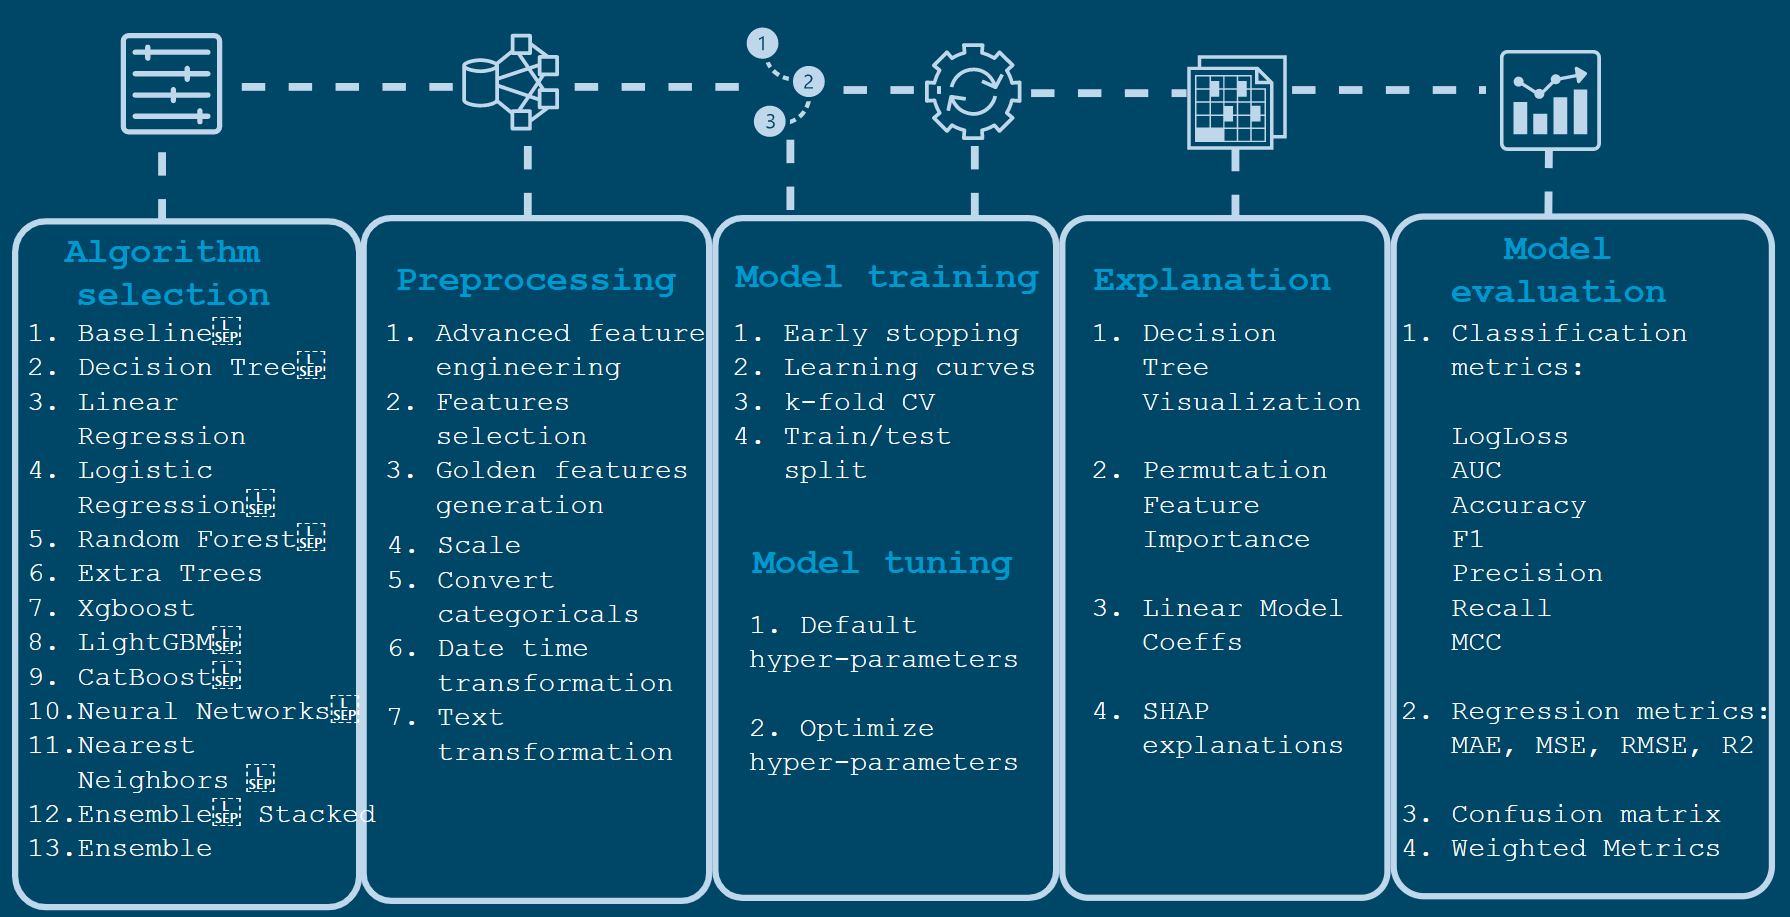 1
2
3
Algorithm
selection
1. Baseline
2. Decision Tree
3. Linear
Regression
4. Logistic
Regression
5. Random Forest
6. Extra Trees
7. Xgboost
8. LightGBM
9. CatBoost
10.Neural Networks
11.Nearest
Neighbors
12.Ensemble Stacked
13.Ensemble
Preprocessing
1. Advanced feature
engineering
2. Features
selection
3. Golden features
generation
4. Scale
5. Convert
categoricals
6. Date time
transformation
7. Text
transformation
Model training
1. Early stopping
2. Learning curves
3. k-fold CV
4. Train/test
split
Model tuning
1. Default
hyper-parameters
2. Optimize
hyper-parameters
Explanation
1. Decision
Tree
Visualization
2. Permutation
Feature
Importance
3. Linear Model
Coeffs
4. SHAP
explanations
Model
evaluation
1. Classification
metrics:
LogLoss
AUC
Accuracy
F1
Precision
Recall
MCC
2. Regression metrics:
MAE, MSE, RMSE, R2
3. Confusion matrix
4. Weighted Metrics